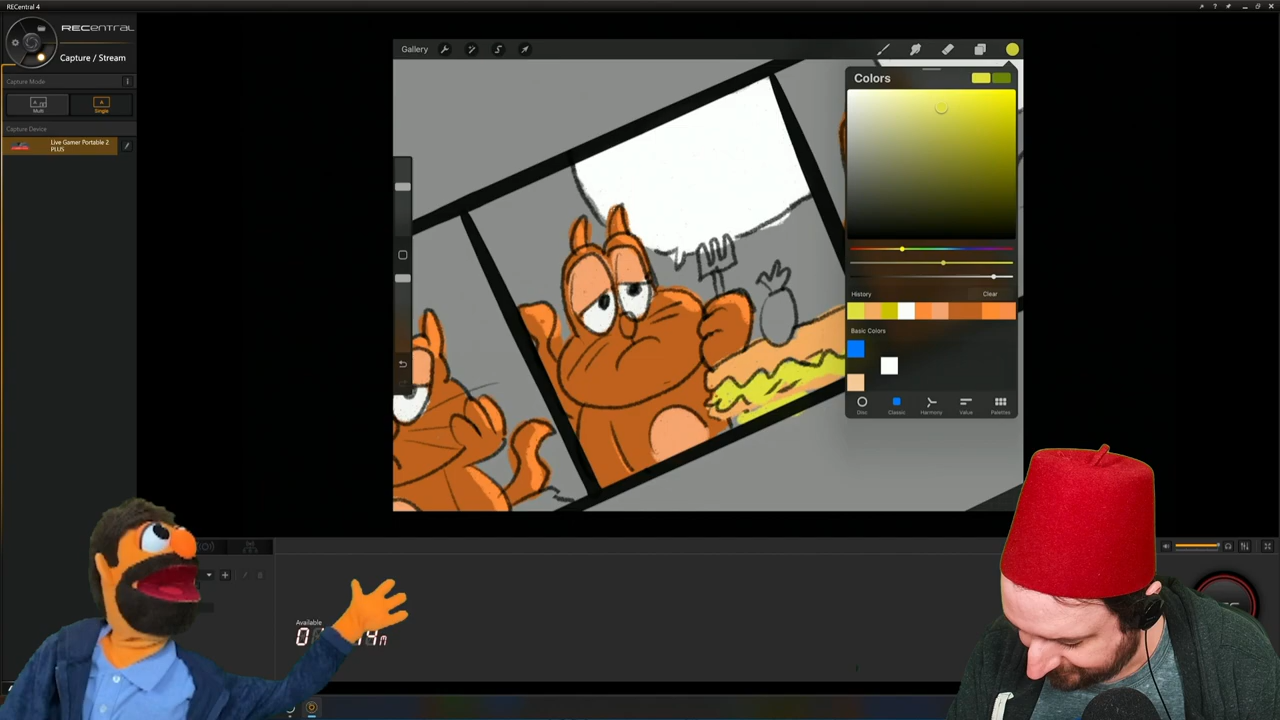 RECentral 4
RECENTRAL
Capture / Stream
Capture Mode
Multi
Single
Capture Device
Live Gamer Portable 2
PLUS
Gallery
Colors
History
Clear
Basic Colors
Disc
Classic
Harmony
Value
Palettes
Available